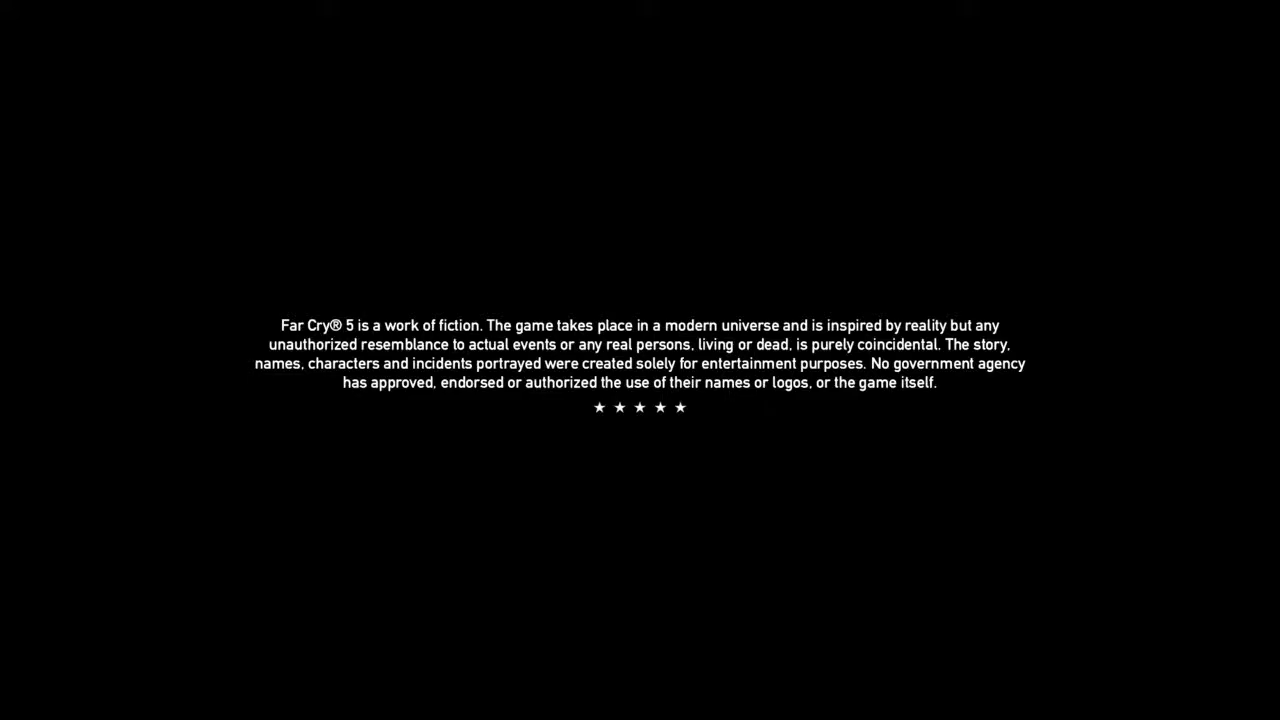 Far Cry® 5 is a work of fiction. The game takes place in a modern universe and is inspired by reality but any
unauthorized resemblance to actual events or any real persons, living or dead, is purely coincidental. The story,
names, characters and incidents portrayed were created solely for entertainment purposes. No government agency
has approved, endorsed or authorized the use of their names or logos, or the game itself.
★ ★ ★ ★ ★